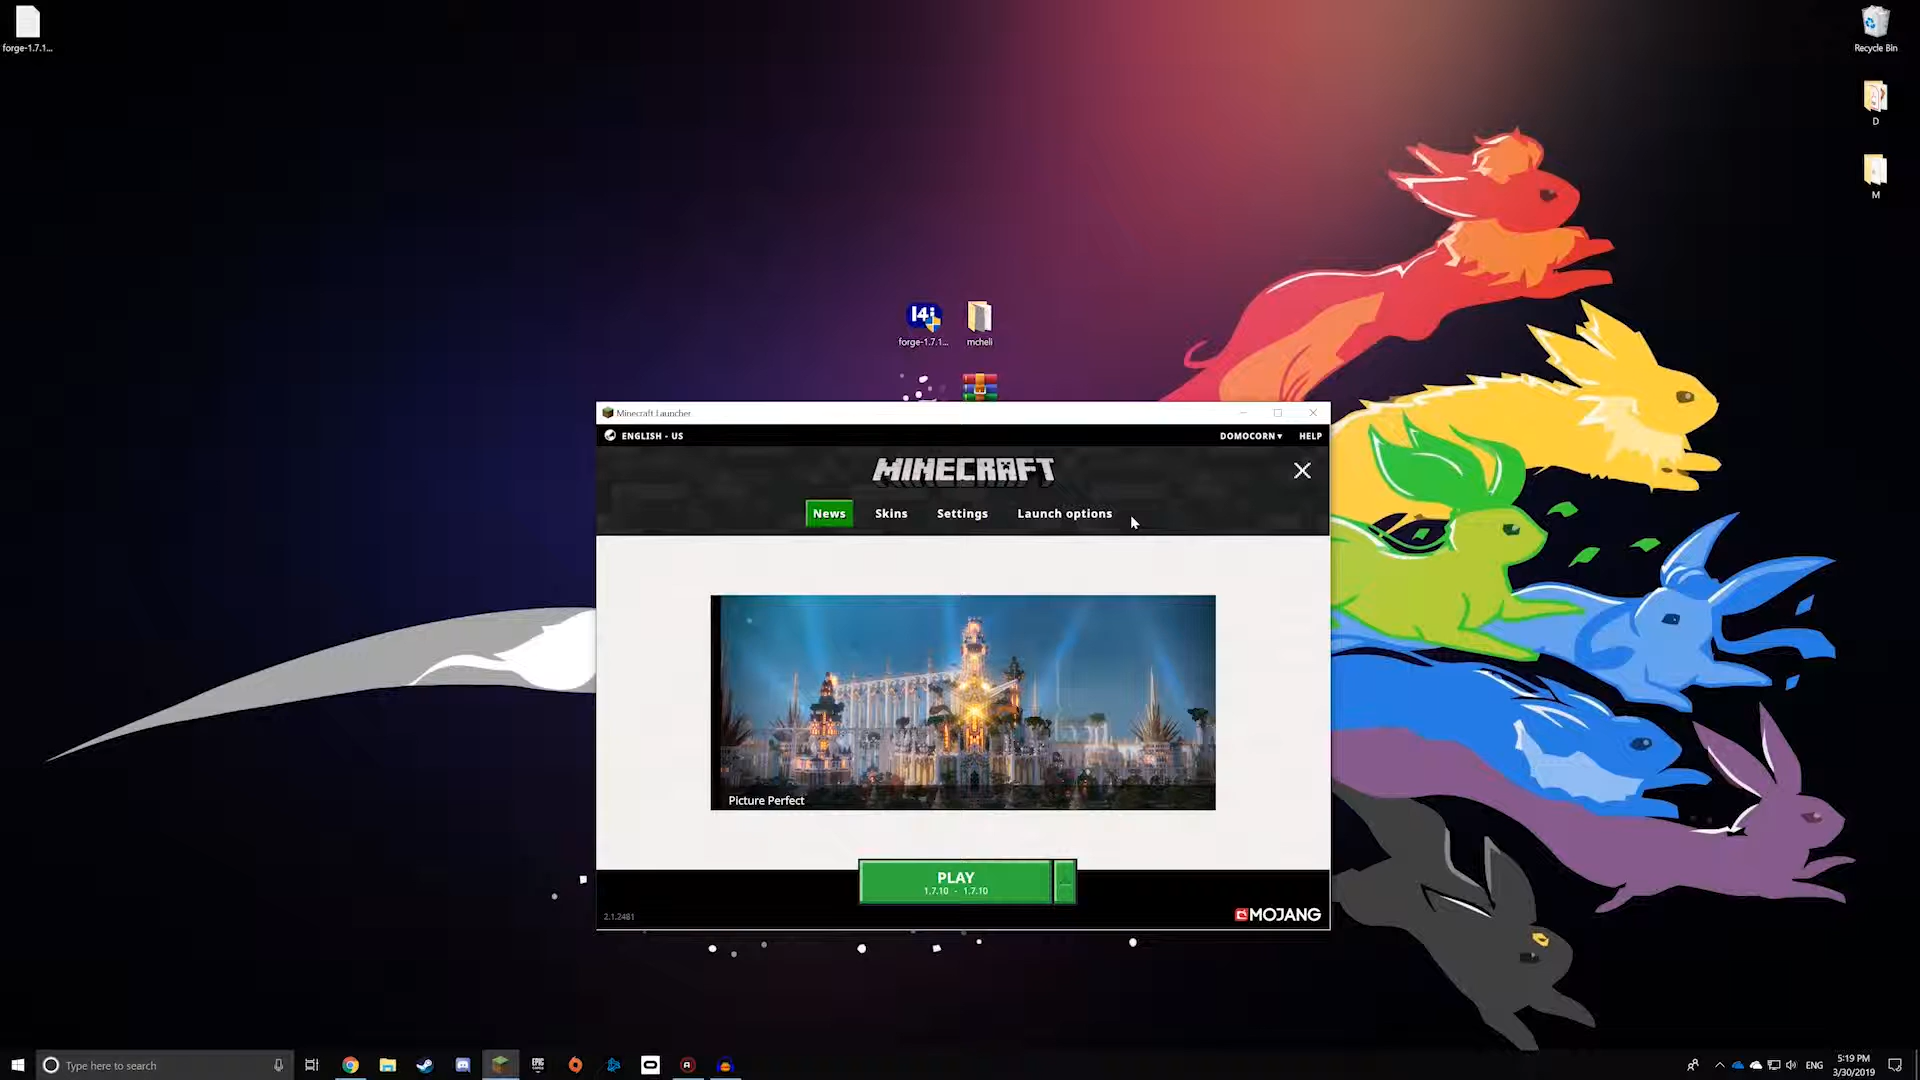 forge-1.7.1...
Recycle Bin
D
M
14i
forge-1.7.1...
mcheli
Minecraft Launcher
ENGLISH - US
DOMOCORN
HELP
MINECRAFT
News
Skins
Settings
Launch options
Picture Perfect
PLAY
1.7.10 - 1.7.10
2.1.2481
MOJANG
Type here to search
EPIC
ENG
5:19 PM
3/30/2019